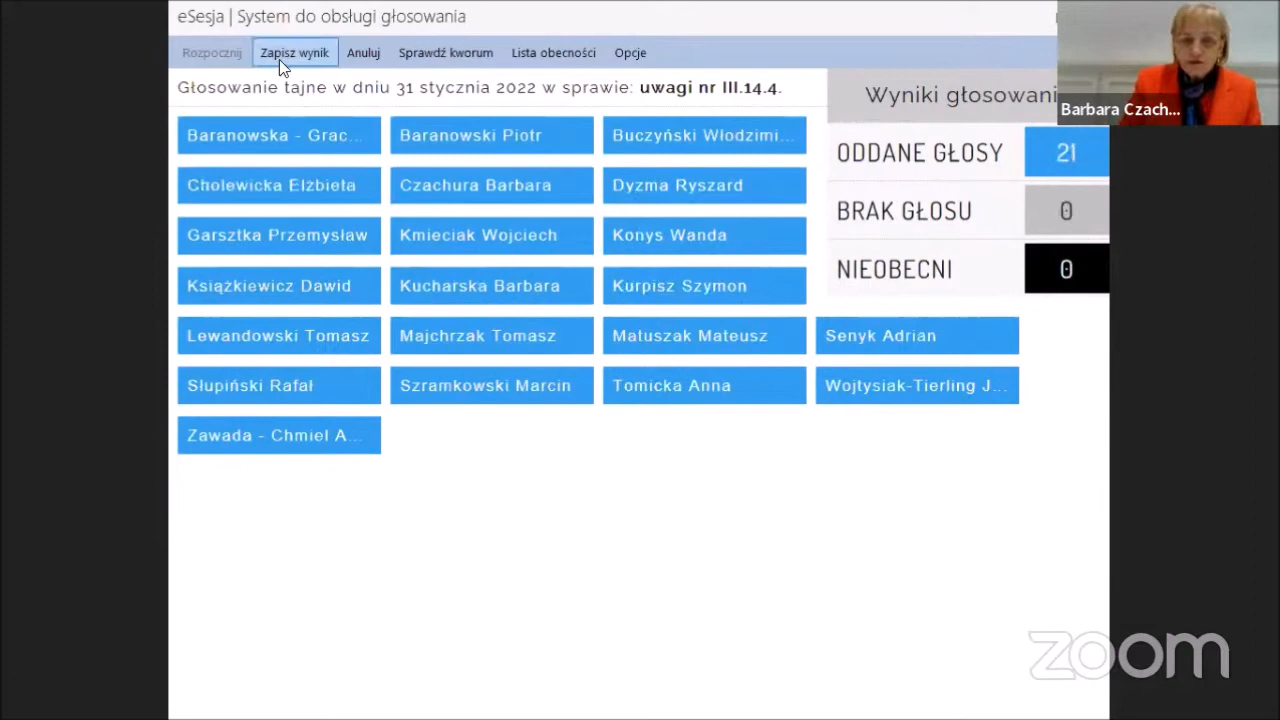 eSesja | System do obsługi głosowania
Rozpocznij Zapisz wynik Anuluj Sprawdź kworum Lista obecności Opcje
Głosowanie tajne w dniu 31 stycznia 2022 w sprawie: uwagi nr III.14.4.
Wyniki głosowani
Barbara Czach...
Baranowska - Grac... Baranowski Piotr Buczyński Włodzimi...
ODDANE GŁOSY 21
Cholewicka Elżbieta Czachura Barbara Dyzma Ryszard
BRAK GŁOSU 0
Garsztka Przemysław Kmieciak Wojciech Konys Wanda
NIEOBECNI 0
Książkiewicz Dawid Kucharska Barbara Kurpisz Szymon
Lewandowski Tomasz Majchrzak Tomasz Matuszak Mateusz Senyk Adrian
Słupiński Rafał Szramkowski Marcin Tomicka Anna Wojtysiak-Tierling J...
Zawada - Chmiel A...
zoom